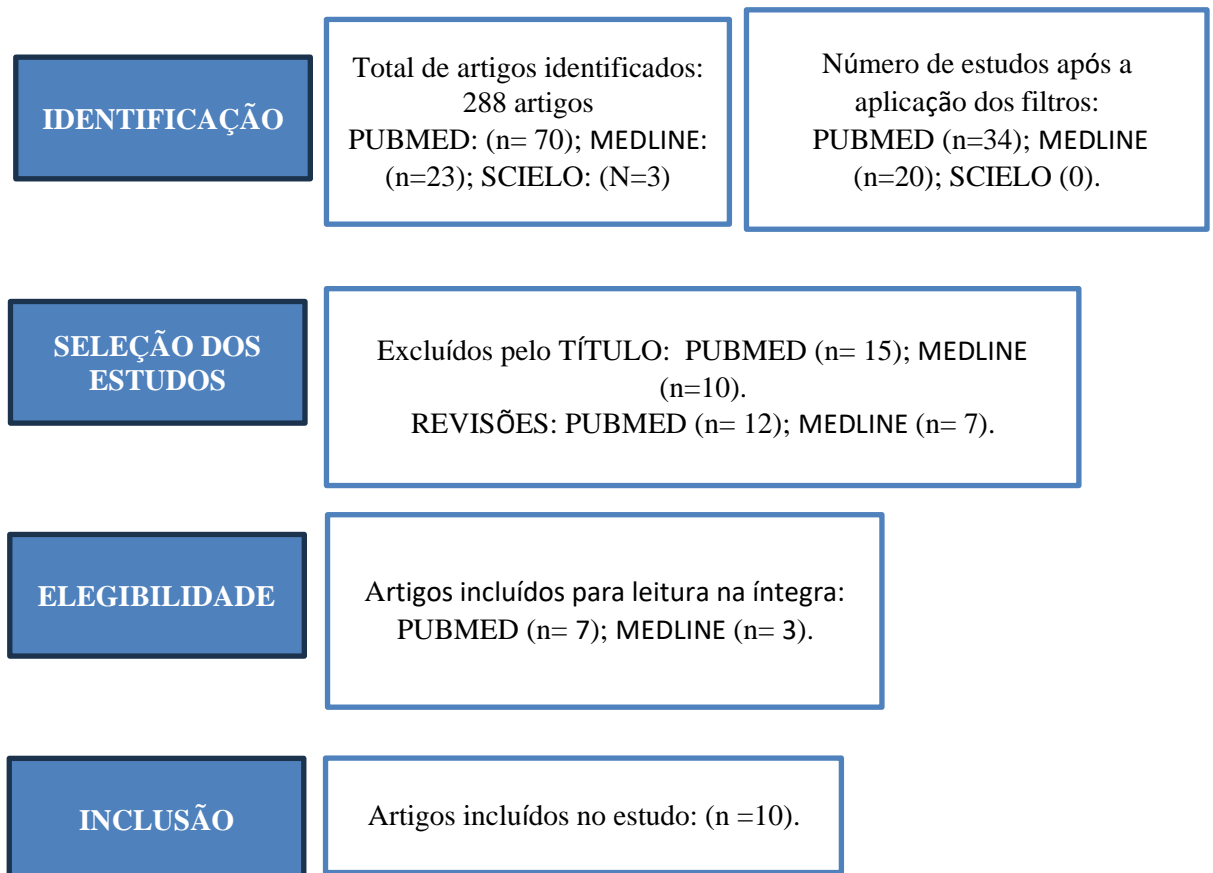 IDENTIFICAÇÃO
Total de artigos identificados:
288 artigos
PUBMED: (n= 70); MEDLINE:
(n=23); SCIELO: (N=3)
Número de estudos após a
aplicação dos filtros:
PUBMED (n=34); MEDLINE
(n=20); SCIELO (0).
SELEÇÃO DOS
ESTUDOS
Excluídos pelo TÍTULO: PUBMED (n= 15); MEDLINE
(n=10).
REVISÕES: PUBMED (n= 12); MEDLINE (n= 7).
ELEGIBILIDADE
Artigos incluídos para leitura na íntegra:
PUBMED (n= 7); MEDLINE (n= 3).
INCLUSÃO
Artigos incluídos no estudo: (n =10).